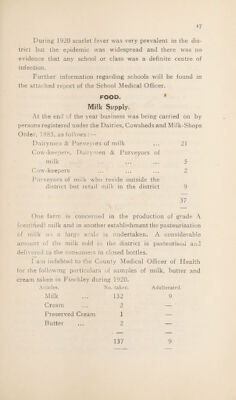 17
During 1920 scarlet fever was very prevalent in the dis-
trict but the epidemic was widespread and there was no
evidence that any school or class was a definite centre of
infection.
Further information regarding schools will be found in
the attached report of the School Medical Officer.
FOOD.
Milk Supply.
At the end of the year business was being carried on by
persons registered under the Dairies, Cowsheds and Milk-Shops
Order, 1885, as follows :—
Dairymen & Purveyors of milk ... 21
Cow-keepers, Dairymen & Purveyors of
milk ... ... ... 5
Cow-keepers ... ... ... 2
Purveyors of milk who reside outside the
district but retail milk in the district 9
37
One farm is concerned in the production of grade A
(certified) milk and in another establishment the pasteurisation
of milk on a large scale is undertaken. A considerable
amount of the milk sold in the district is pasteurised and
delivered to the consumers in closed bottles.
I am indebted to the County Medical Officer of Health
for the following particulars of samples of milk, butter and
cream taken in Finchley during 1920.
Articles. No. taken. Adulterated.
Milk ... 132 9
Cream ... 2 —
Preserved Cream 1 —
Butter ... 2 —
137 9